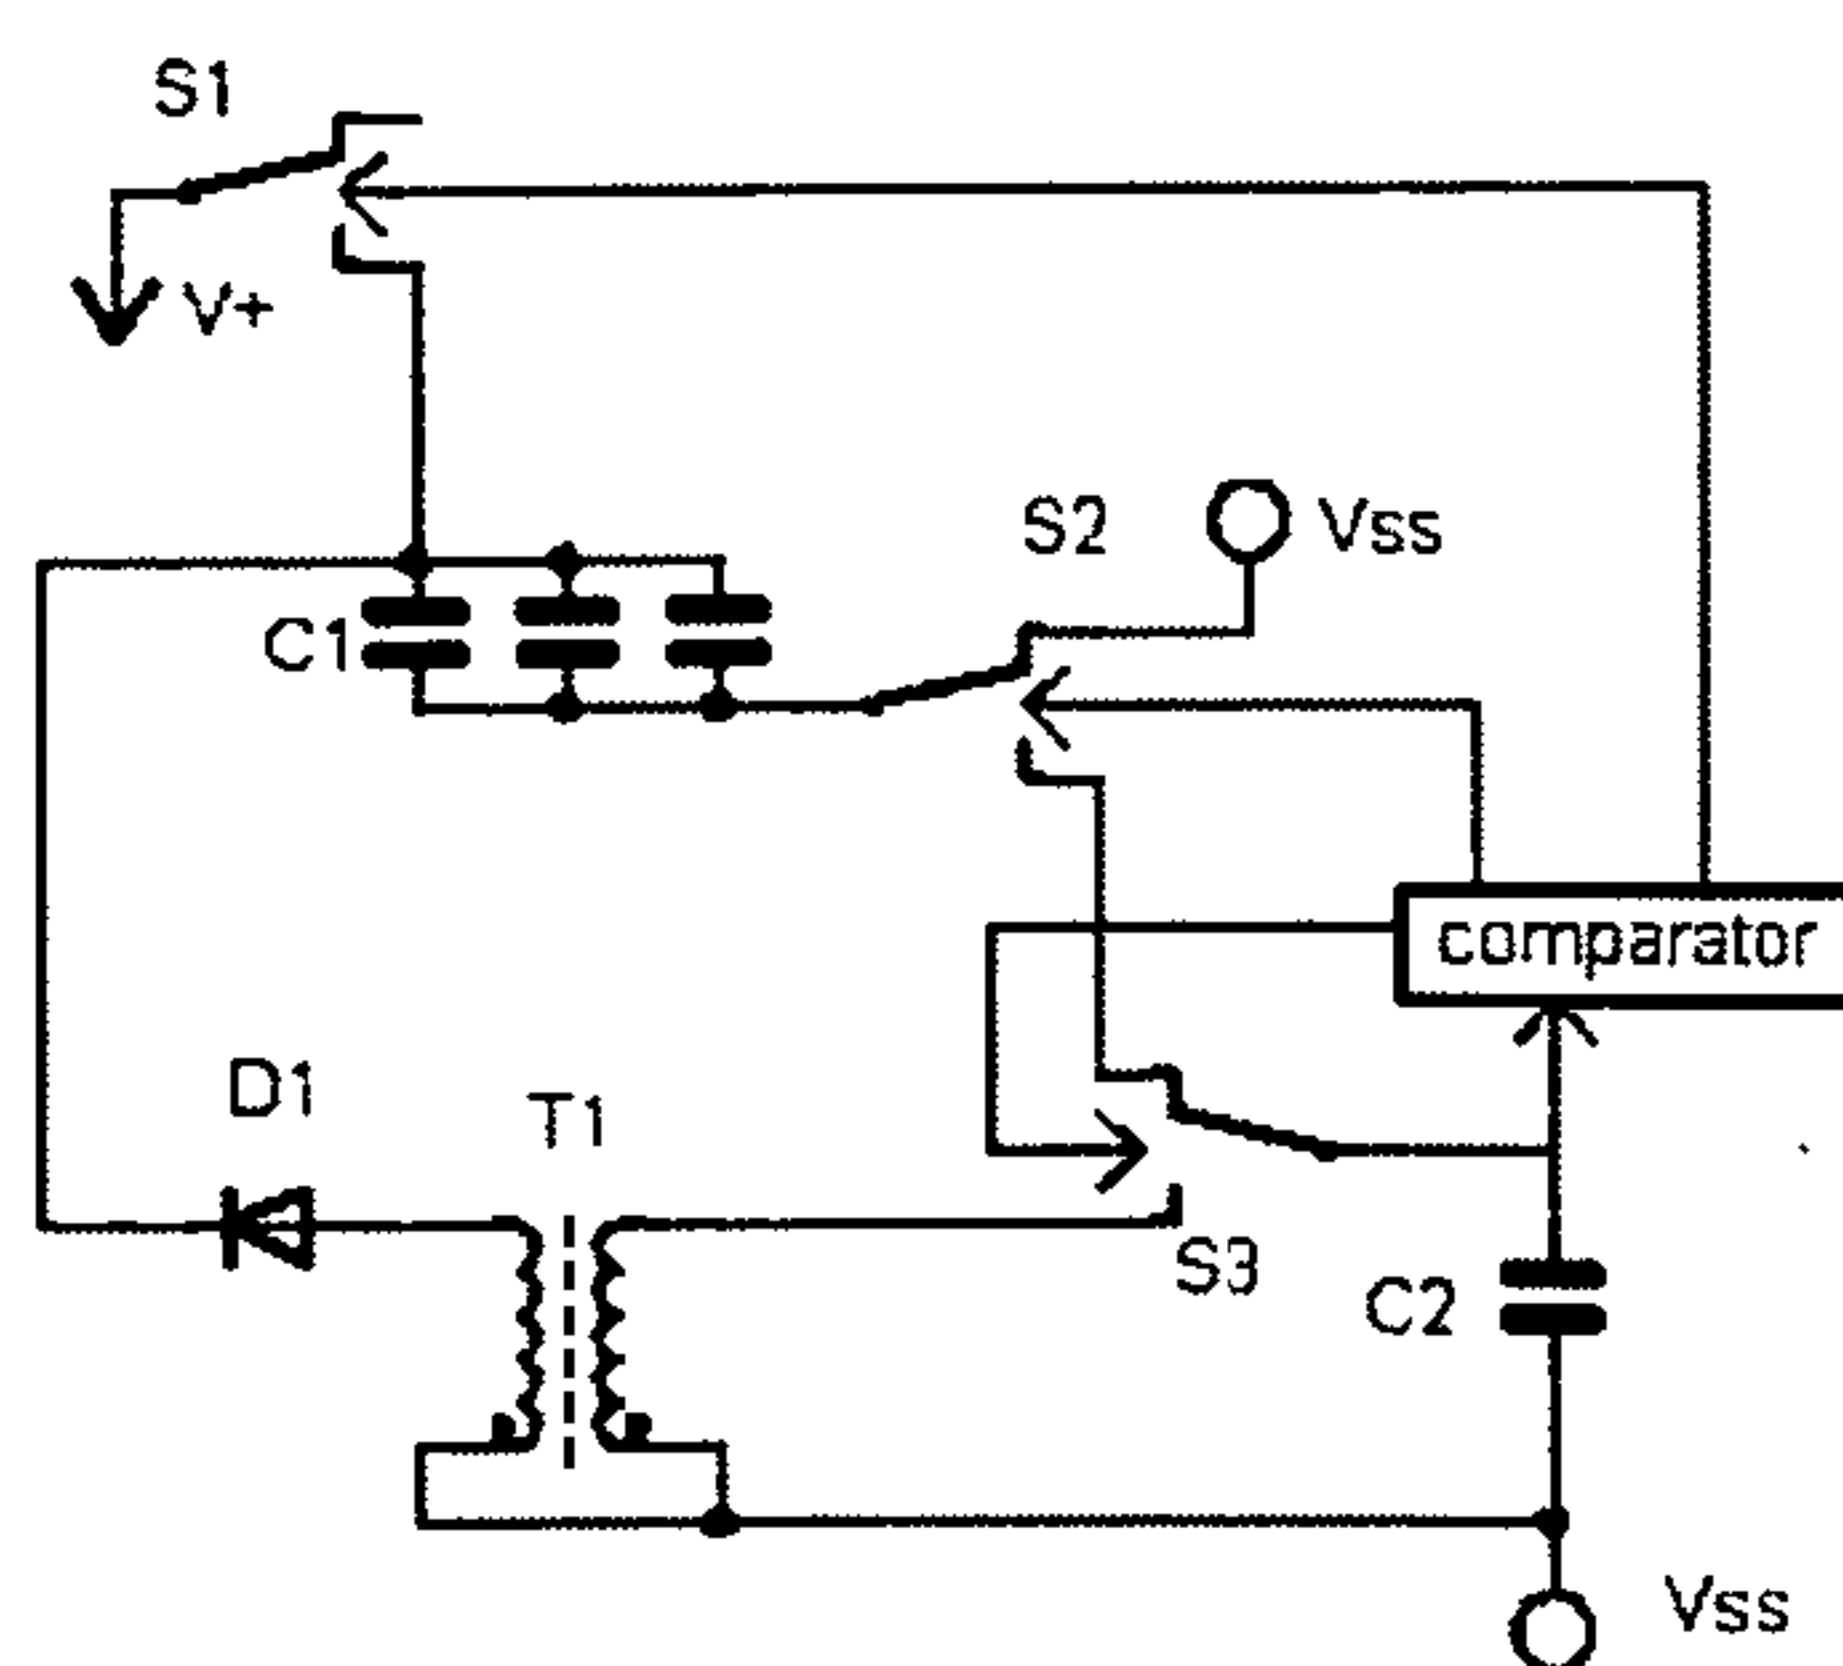 S1
V+
S2
Vss
C1
comparator
D1
T1
S3
C2
Vss